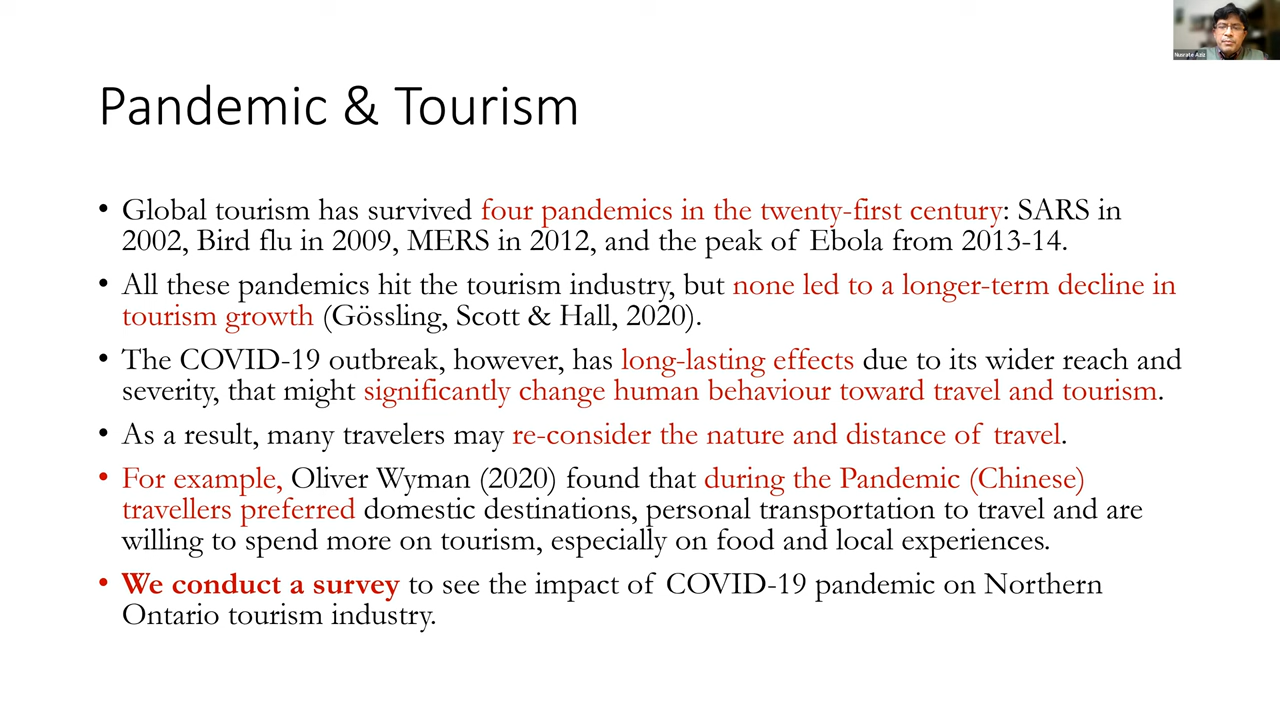 Nusrate Aziz
Pandemic & Tourism
• Global tourism has survived four pandemics in the twenty-first century: SARS in
2002, Bird flu in 2009, MERS in 2012, and the peak of Ebola from 2013-14.
• All these pandemics hit the tourism industry, but none led to a longer-term decline in
tourism growth (Gössling, Scott & Hall, 2020).
• The COVID-19 outbreak, however, has long-lasting effects due to its wider reach and
severity, that might significantly change human behaviour toward travel and tourism.
• As a result, many travelers may re-consider the nature and distance of travel.
• For example, Oliver Wyman (2020) found that during the Pandemic (Chinese)
travellers preferred domestic destinations, personal transportation to travel and are
willing to spend more on tourism, especially on food and local experiences.
• We conduct a survey to see the impact of COVID-19 pandemic on Northern
Ontario tourism industry.